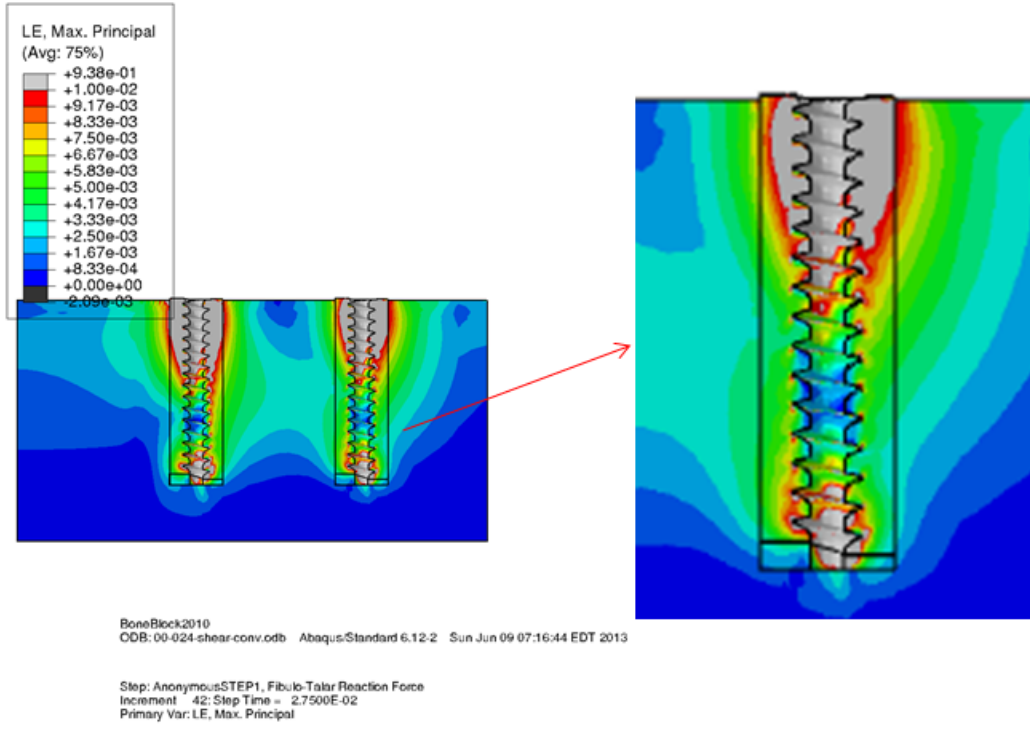 LE, Max. Principal
(Avg: 75%)
+9.38e-01
+1.00e-02
+9.17e-03
+8.33e-03
+7.50e-03
+6.67e-03
+5.83e-03
+5.00e-03
+4.17e-03
+3.33e-03
+2.50e-03
+1.67e-03
+8.33e-04
+0.00e+00
-2.09e-03
BoneBlock2010
ODB: 00-024-shear-conv.odb Abaqus/Standard 6.12-2 Sun Jun 09 07:16:44 EDT 2013
Step: AnonymousSTEP1, Fibulo-Talar Reaction Force
Increment 42: Step Time = 2.7500E-02
Primary Var: LE, Max. Principal